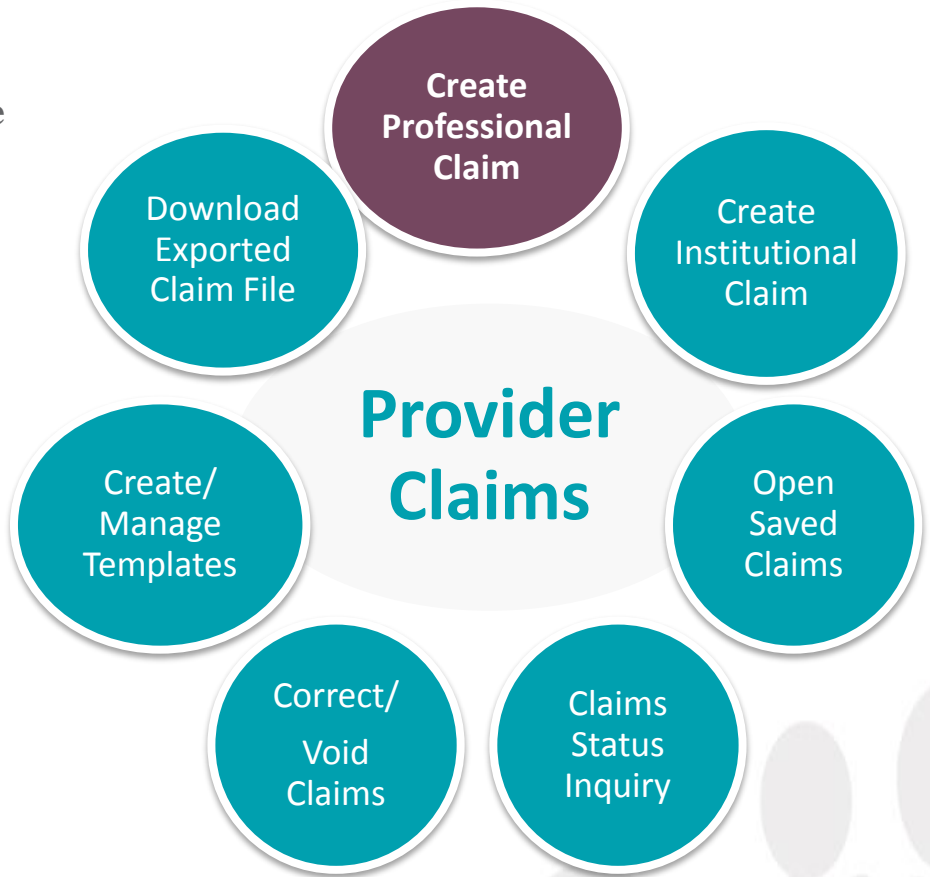 e
Create
Professional
Claim
Create
Institutional
Claim
Open
Saved
Claims
Claims
Status
Inquiry
Correct/
Void
Claims
Create/
Manage
Templates
Download
Exported
Claim File
Provider
Claims